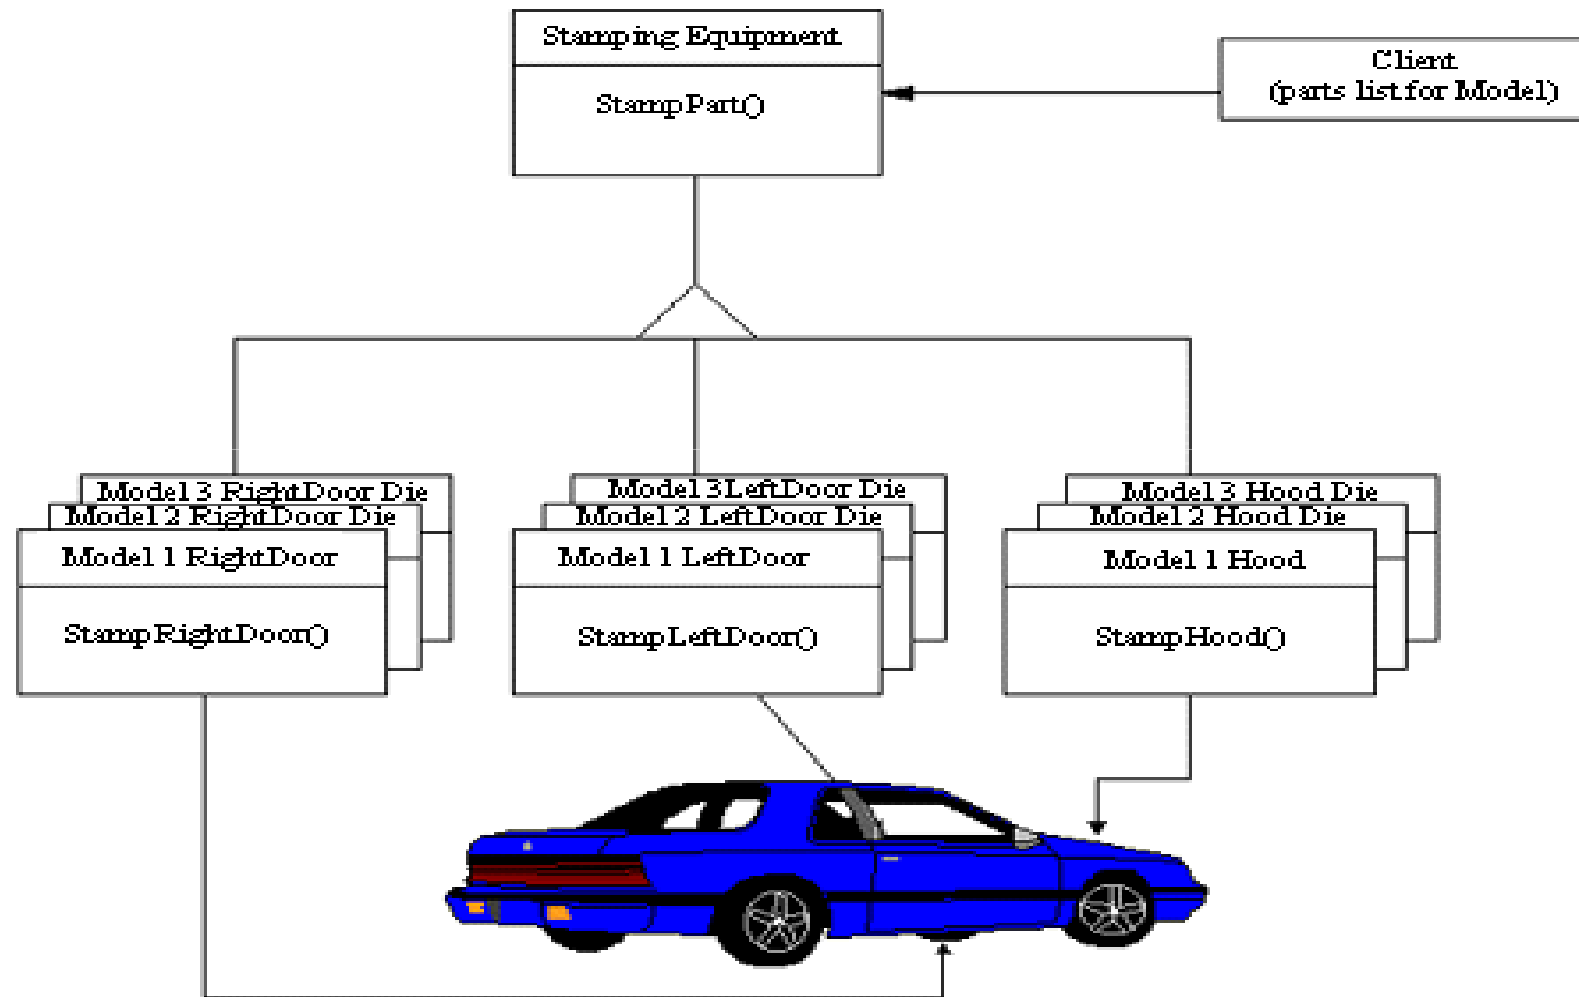 Stamping Equipment
StampPart()
Client
(parts list for Model)
Model 3 RightDoor Die
Model 2 RightDoor Die
Model 1 RightDoor
StampRightDoor()
Model 3 LeftDoor Die
Model 2 LeftDoor Die
Model 1 LeftDoor
StampLeftDoor()
Model 3 Hood Die
Model 2 Hood Die
Model 1 Hood
StampHood()